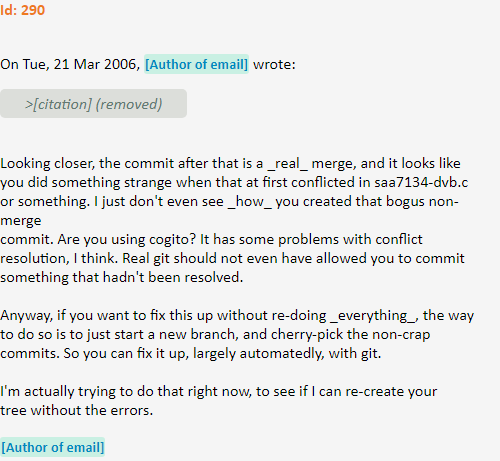 Id: 290
On Tue, 21 Mar 2006, [Author of email] wrote:
>[citation] (removed)
Looking closer, the commit after that is a _real_ merge, and it looks like
you did something strange when that at first conflicted in saa7134-dvb.c
or something. I just don't even see _how_ you created that bogus non-
merge
commit. Are you using cogito? It has some problems with conflict
resolution, I think. Real git should not even have allowed you to commit
something that hadn't been resolved.
Anyway, if you want to fix this up without re-doing _everything_, the way
to do so is to just start a new branch, and cherry-pick the non-crap
commits. So you can fix it up, largely automatedly, with git.
I'm actually trying to do that right now, to see if I can re-create your
tree without the errors.
[Author of email]